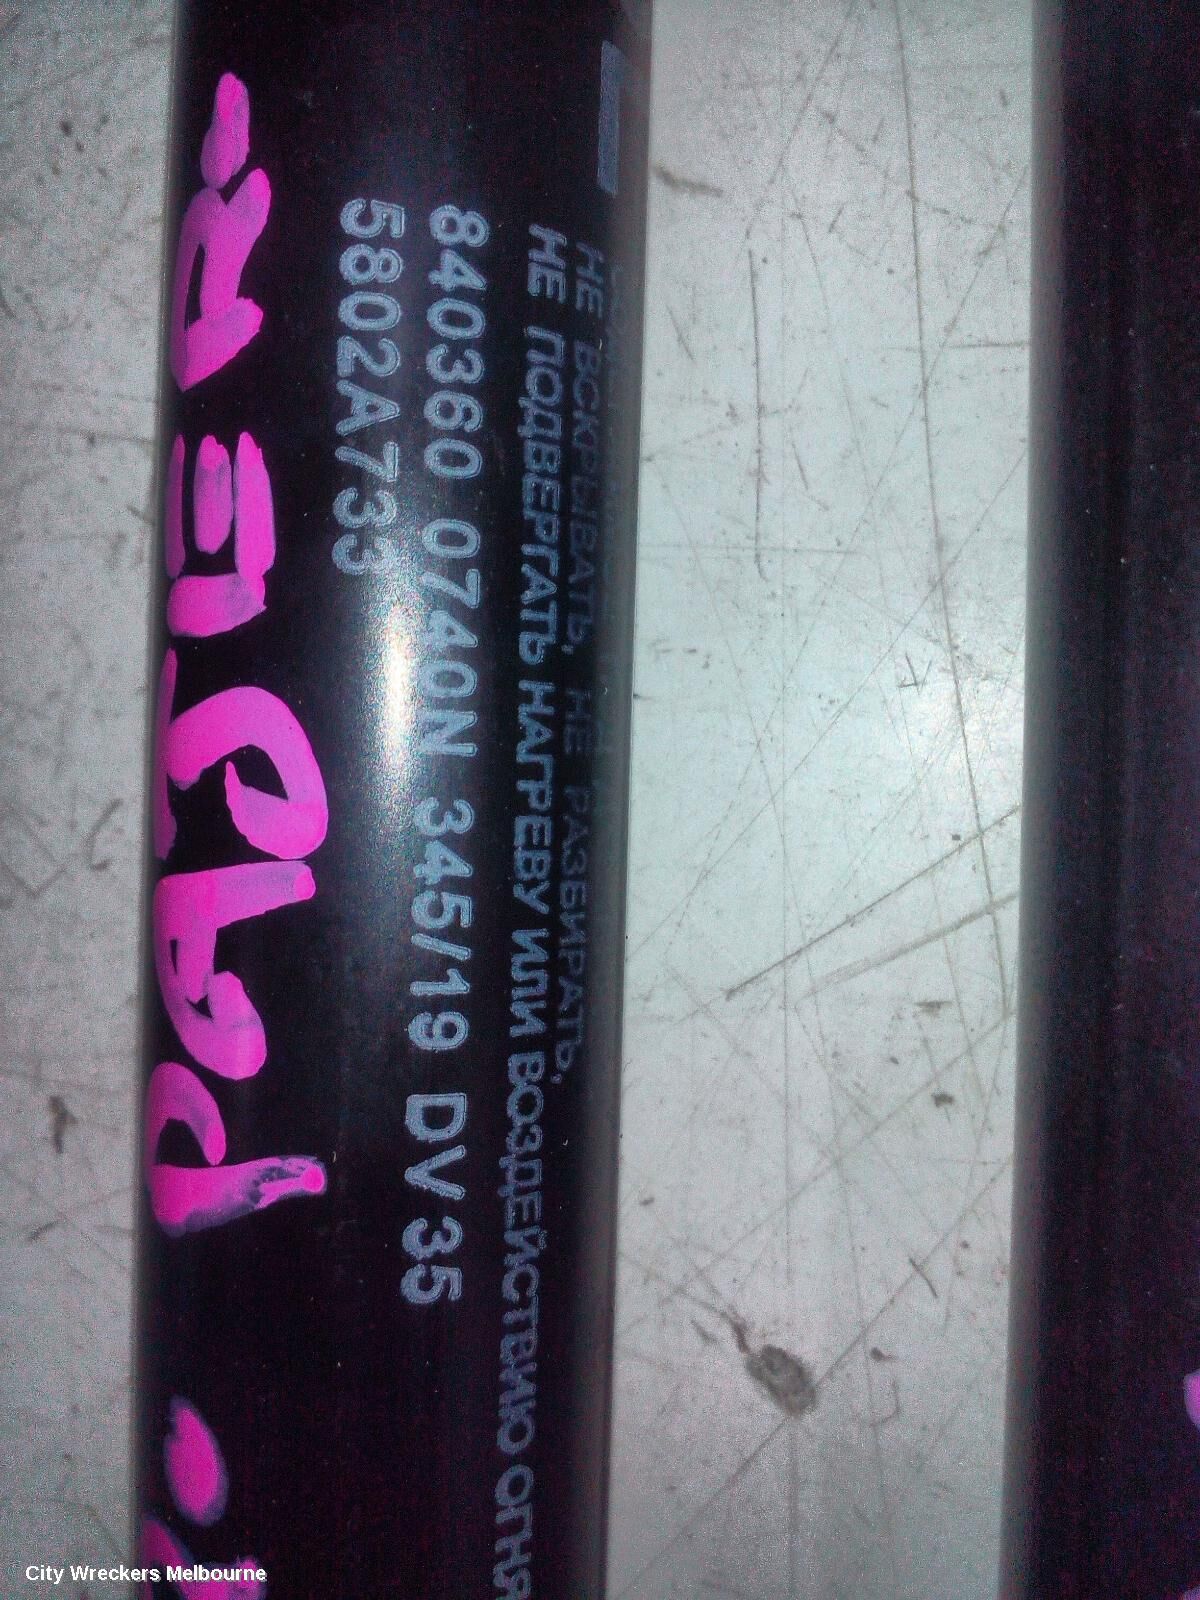 5802A733
840360 0740N 345/19 DV 35
НЕ ПОДВЕРГАТЬ НАГРЕВУ ИЛИ ВОЗДЕЙСТВИЮ ОГНЯ
НЕ ВСКРЫВАТЬ, НЕ РАЗБИРАТЬ,
City Wreckers Melbourne